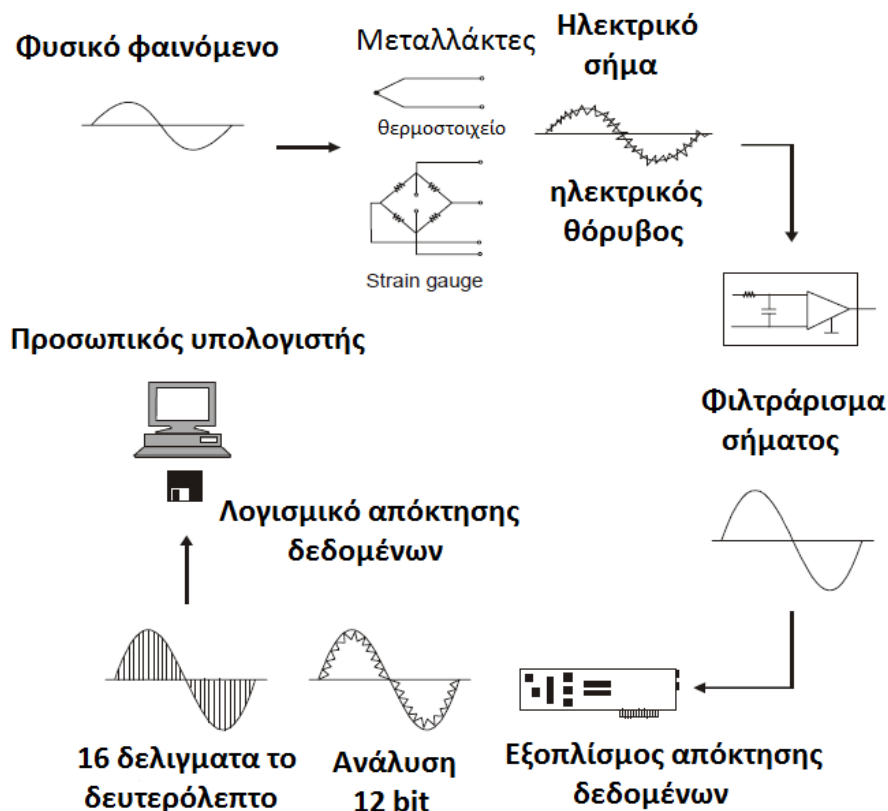 Φυσικό φαινόμενο
Μεταλλάκτες
θερμοστοιχείο
Strain gauge
Ηλεκτρικό
σήμα
ηλεκτρικός
θόρυβος
Φιλτράρισμα
σήματος
Εξοπλίσμος απόκτησης
δεδομένων
Ανάλυση
12 bit
16 δελιγματα το
δευτερόλεπτο
Λογισμικό απόκτησης
δεδομένων
Προσωπικός υπολογιστής